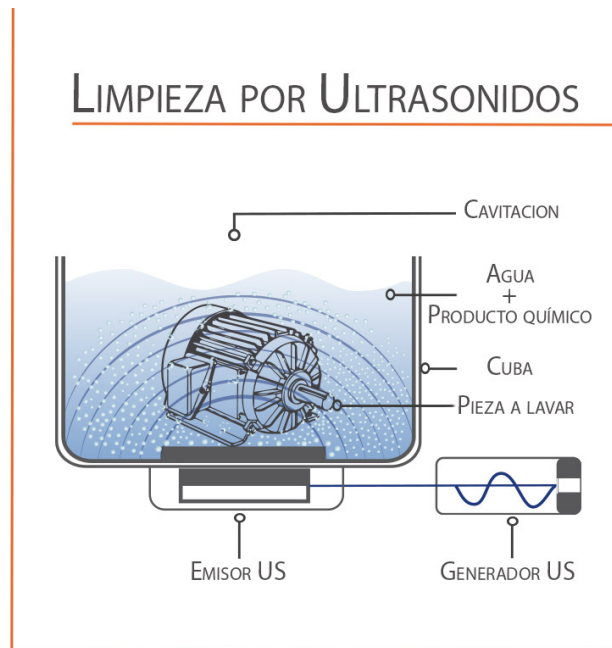 Limpieza por Ultrasonidos
Cavitacion
Agua
+
Producto químico
Cuba
Pieza a lavar
Emisor US
Generador US